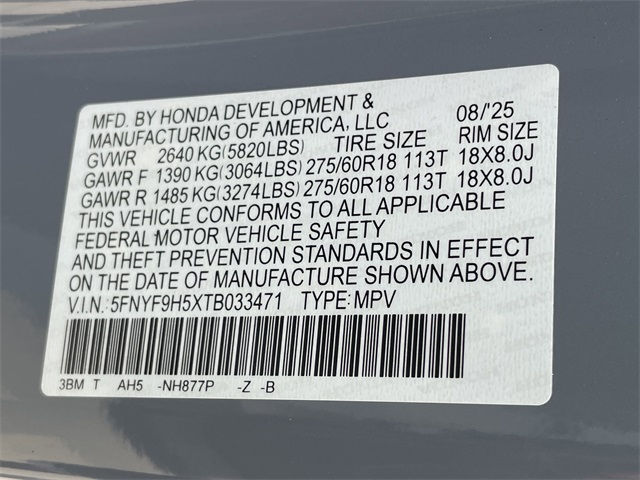 MFD. BY HONDA DEVELOPMENT & 08/'25
MANUFACTURING OF AMERICA, LLC
GVWR 2640 KG(5820LBS) TIRE SIZE RIM SIZE
GAWR F 1390 KG(3064LBS) 275/60R18 113T 18X8.0J
GAWR R 1485 KG(3274LBS) 275/60R18 113T 18X8.0J
THIS VEHICLE CONFORMS TO ALL APPLICABLE
FEDERAL MOTOR VEHICLE SAFETY
AND THEFT PREVENTION STANDARDS IN EFFECT
ON THE DATE OF MANUFACTURE SHOWN ABOVE.
V.I.N.: 5FNYF9H5XTB033471 TYPE: MPV
3BM T AH5 -NH877P -Z -B